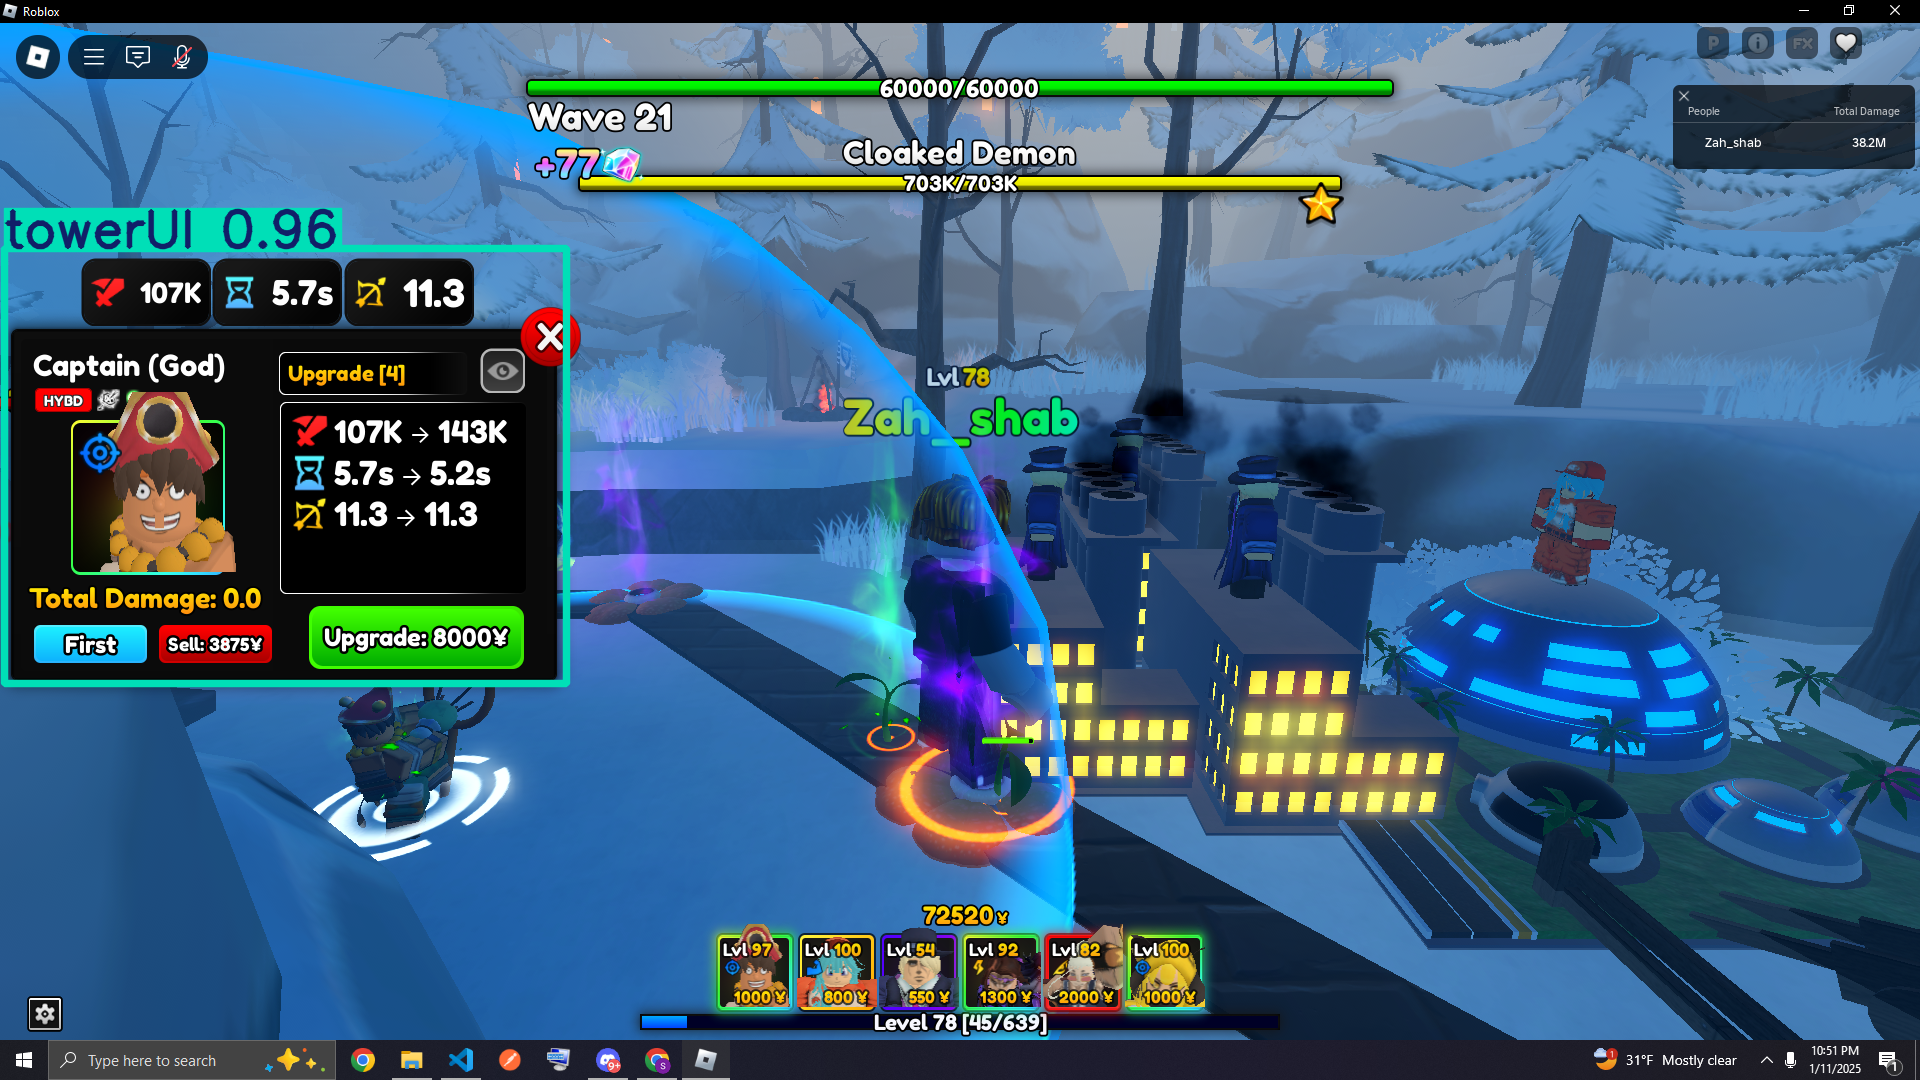 Roblox
P
FX
60000/60000
Wave 21
+77
Cloaked Demon
703K/703K
People Total Damage
Zah_shab 38.2M
towerUI 0.96
107K 5.7s 11.3
Captain (God)
HYBD
Upgrade [4]
107K → 143K
5.7s → 5.2s
11.3 → 11.3
Total Damage: 0.0
First
Sell: 3875¥
Upgrade: 8000¥
Lvl 78
Zah_shab
72520¥
Lvl 97 Lvl 100 Lvl 54 Lvl 92 Lvl 82 Lvl 100
1000 ¥ 800 ¥ 550 ¥ 1300 ¥ 2000 ¥ 1000 ¥
Level 78 [45/639]
Type here to search
9+
S
1
31°F Mostly clear
10:51 PM
1/11/2025
1